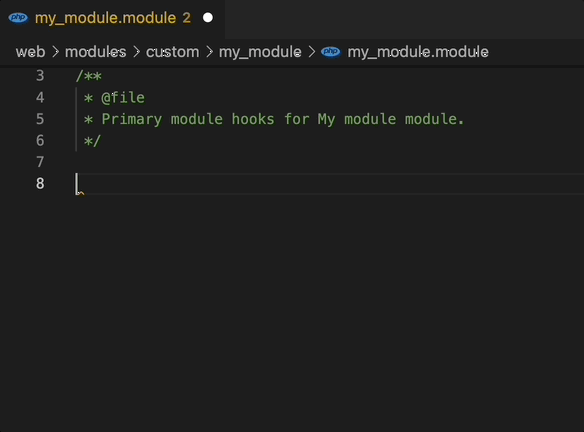 php my_module.module 2
web > modules > custom > my_module > php my_module.module
3 /**
4 * @file
5 * Primary module hooks for My module module.
6 */
7
8